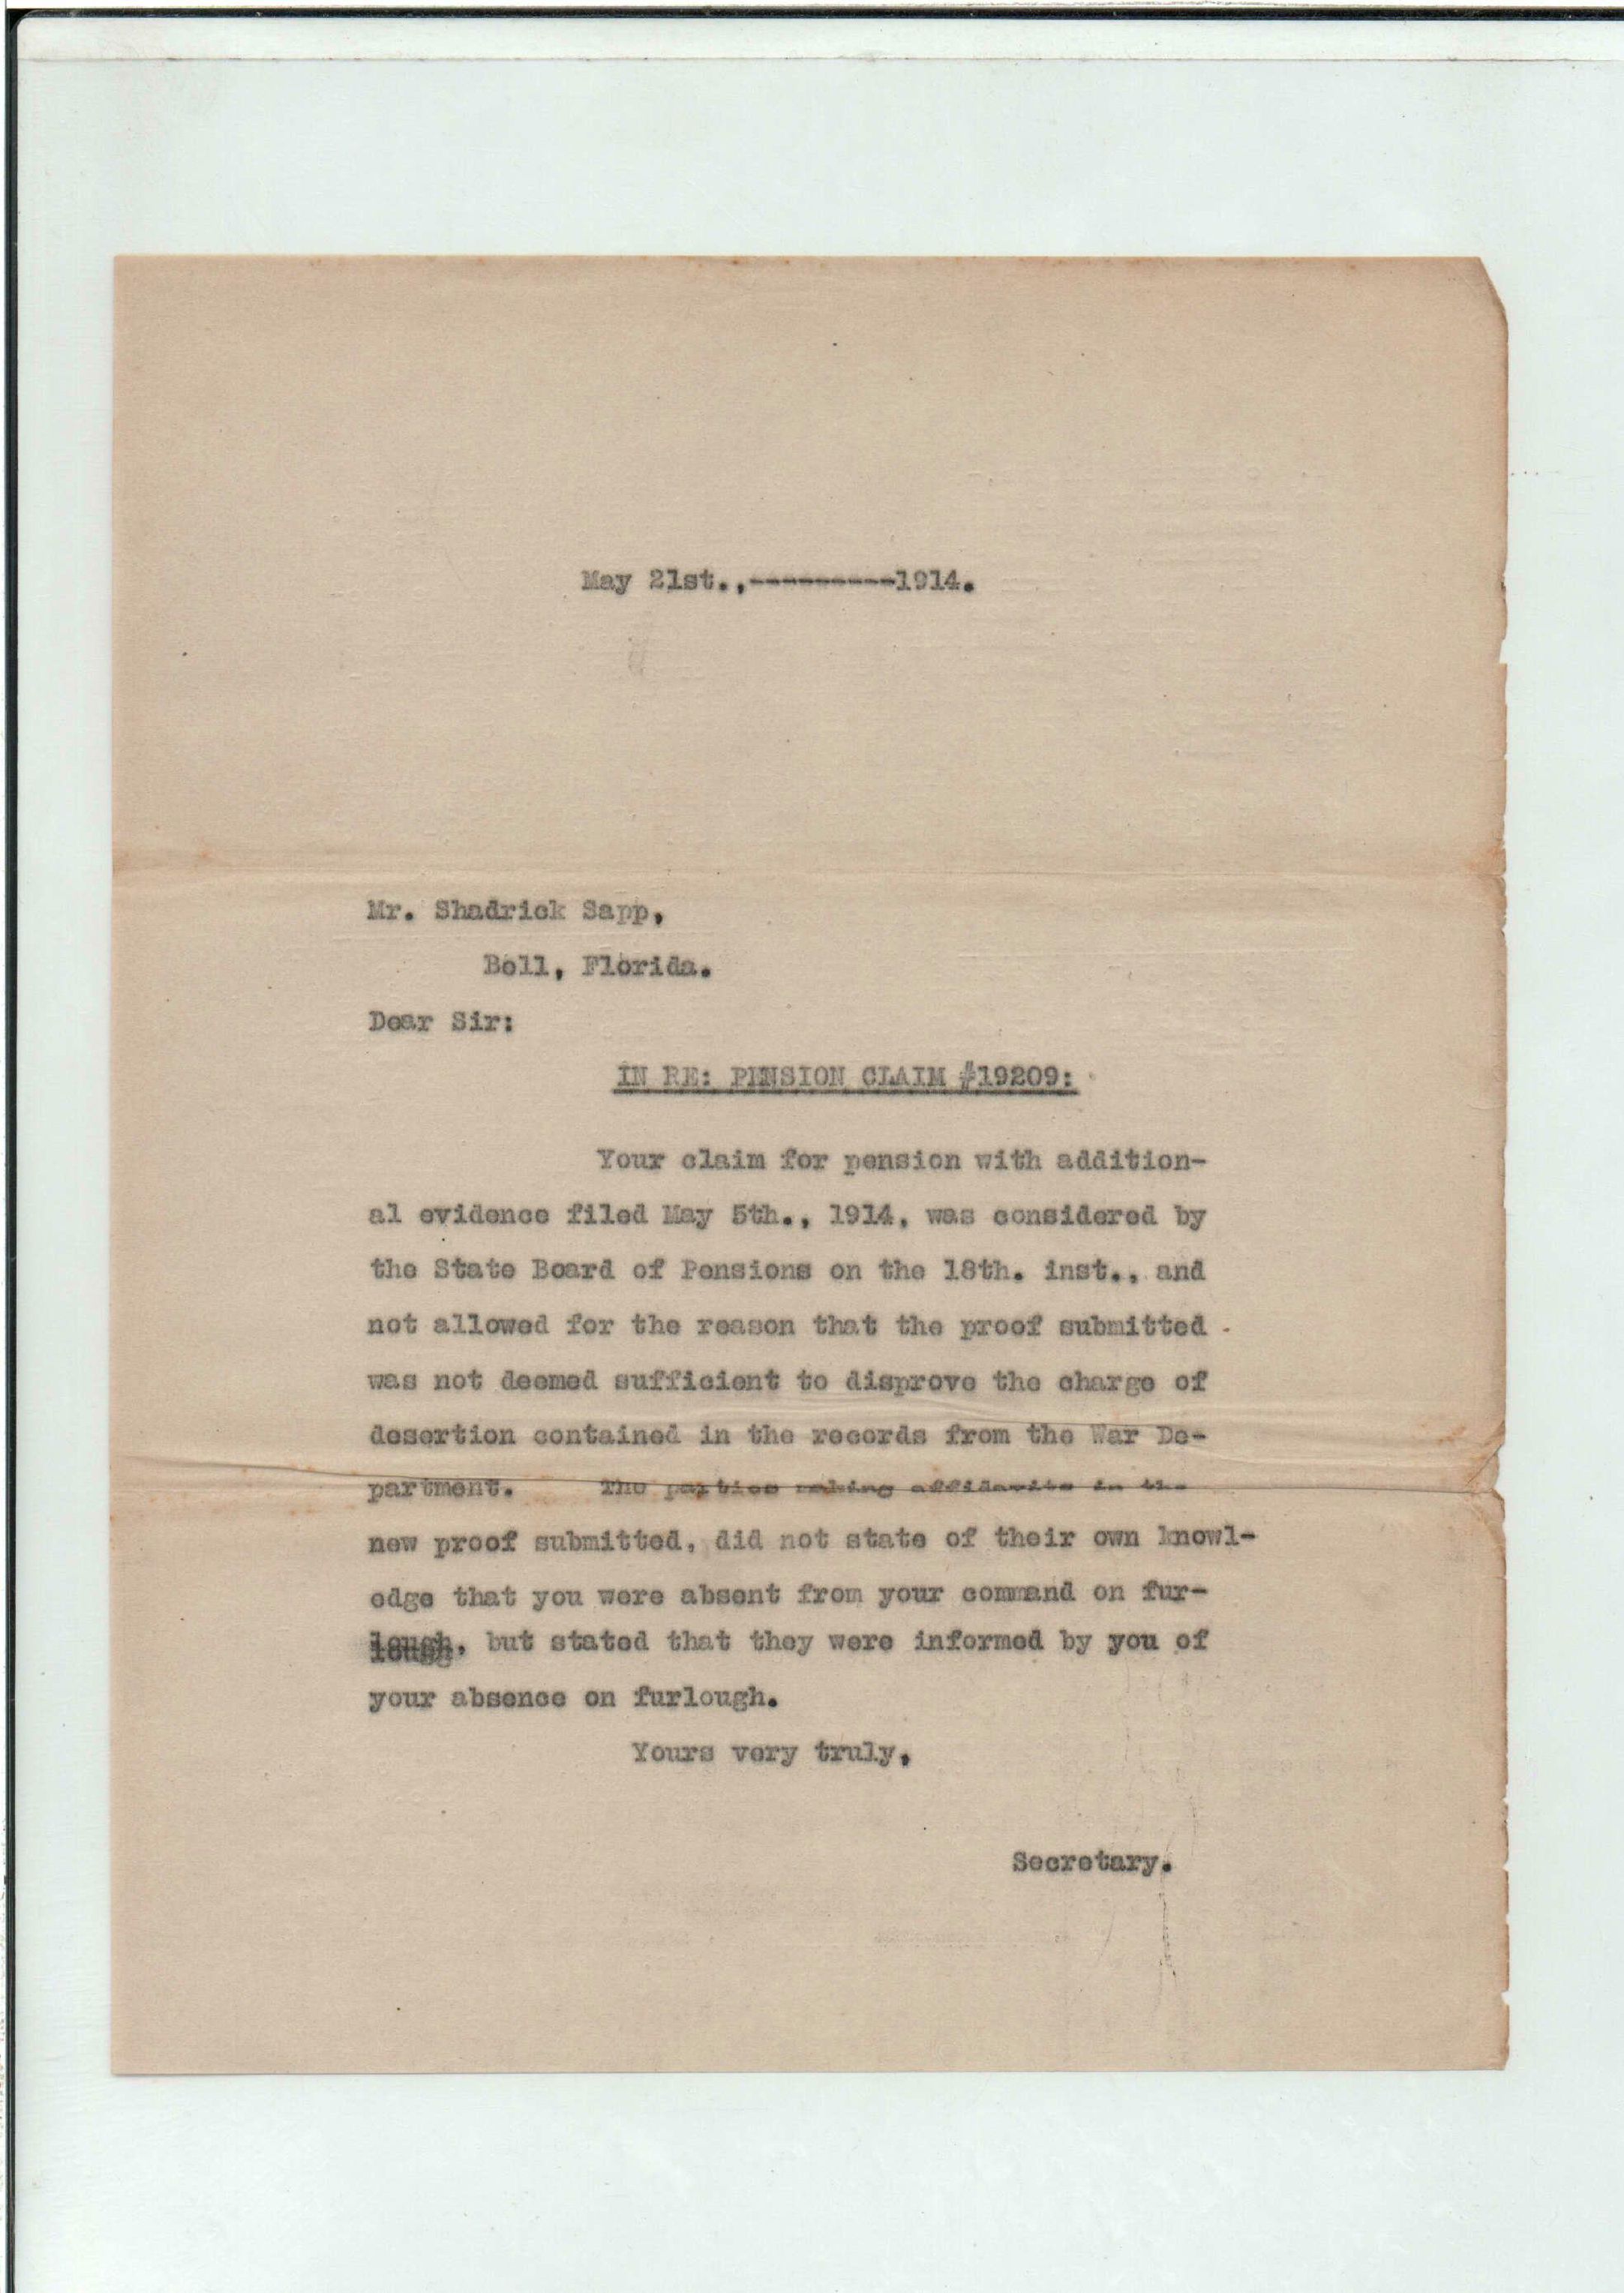 May 21st.,---------1914.
Mr. Shadrick Sapp,
Bell, Florida.
Dear Sir:
IN RE: PENSION CLAIM #19209:
Your claim for pension with addition-
al evidence filed May 5th., 1914, was considered by
the State Board of Pensions on the 18th. inst., and
not allowed for the reason that the proof submitted
was not deemed sufficient to disprove the charge of
desertion contained in the records from the War De-
partment. The parties making affidavits in the
new proof submitted, did not state of their own knowl-
edge that you were absent from your command on fur-
lough, but stated that they were informed by you of
your absence on furlough.
Yours very truly,
Secretary.